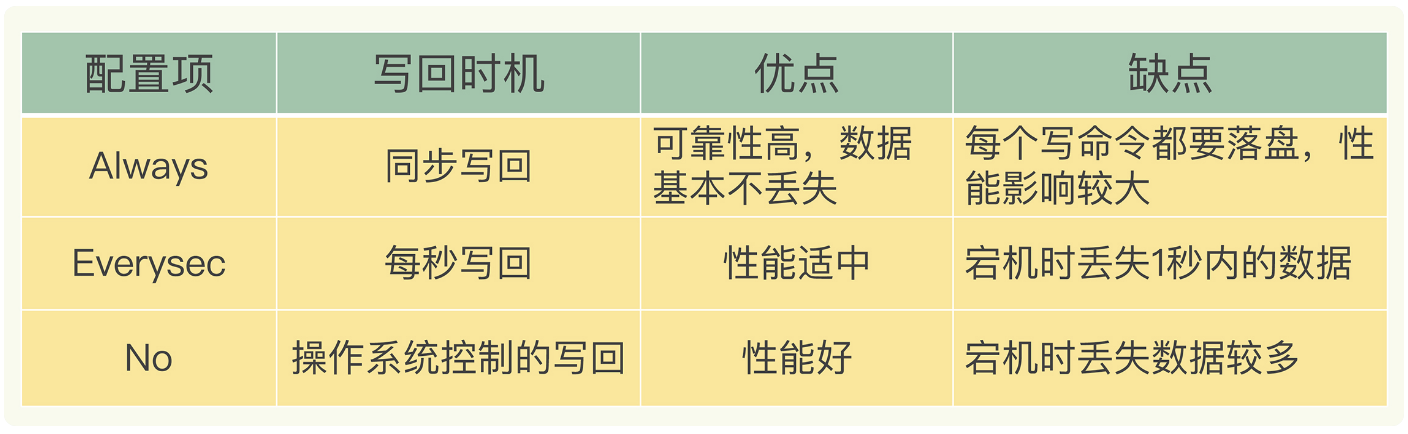 配置项 写回时机 优点 缺点
Always 同步写回 可靠性高，数据 每个写命令都要落盘，性
基本不丢失 能影响较大
Everysec 每秒写回 性能适中 宕机时丢失1秒内的数据
No 操作系统控制的写回 性能好 宕机时丢失数据较多